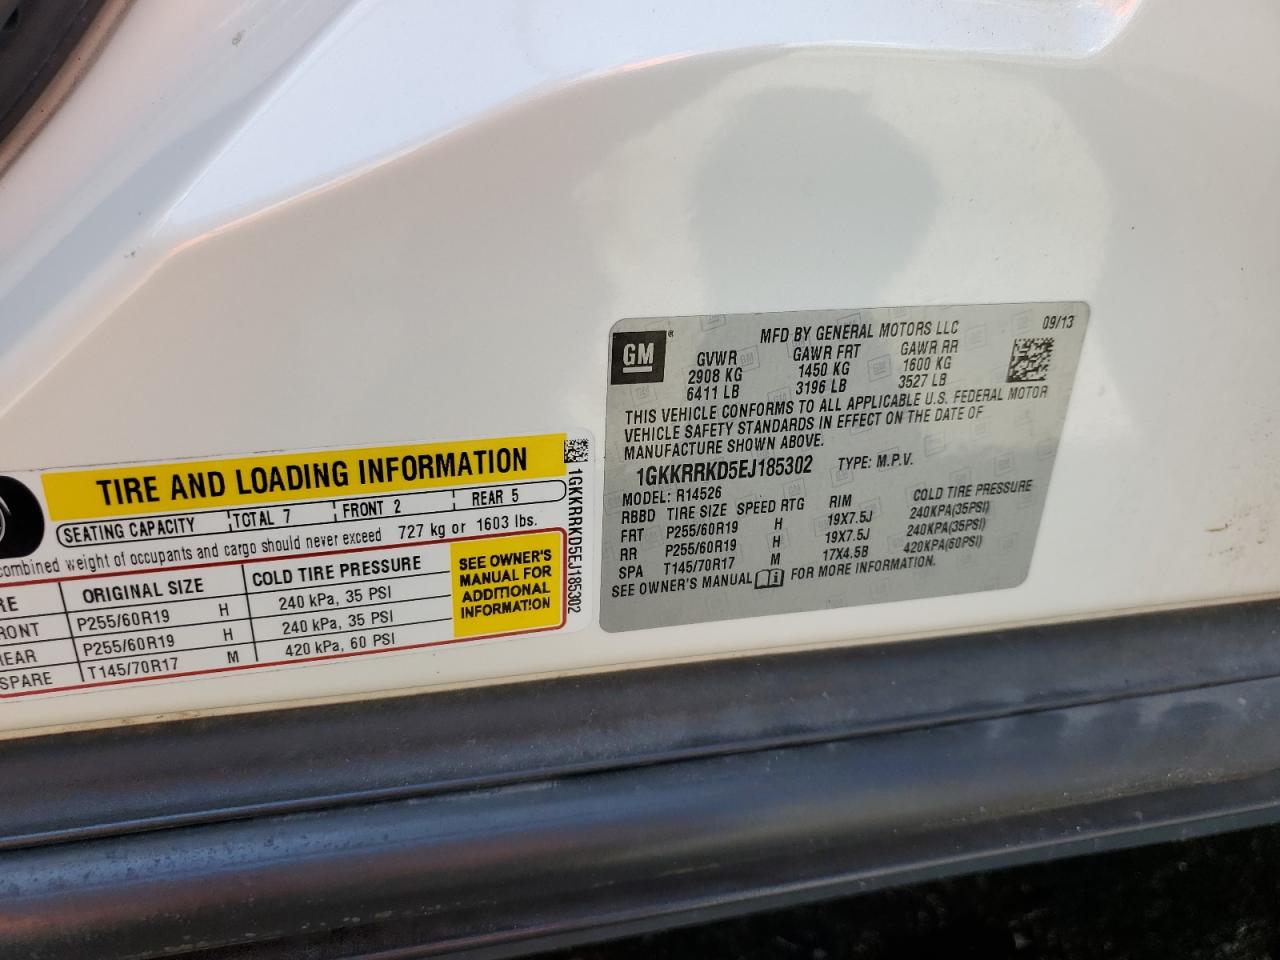 TIRE AND LOADING INFORMATION
SEATING CAPACITY TOTAL 7 FRONT 2 REAR 5
combined weight of occupants and cargo should never exceed 727 kg or 1603 lbs.
RE ORIGINAL SIZE COLD TIRE PRESSURE
RONT P255/60R19 H 240 kPa, 35 PSI
REAR P255/60R19 H 240 kPa, 35 PSI
SPARE T145/70R17 M 420 kPa, 60 PSI
SEE OWNER'S
MANUAL FOR
ADDITIONAL
INFORMATION
1GKKRRKD5EJ185302
GM ®
MFD BY GENERAL MOTORS LLC 09/13
GVWR GAWR FRT GAWR RR
2908 KG 1450 KG 1600 KG
6411 LB 3196 LB 3527 LB
THIS VEHICLE CONFORMS TO ALL APPLICABLE U.S. FEDERAL MOTOR
VEHICLE SAFETY STANDARDS IN EFFECT ON THE DATE OF
MANUFACTURE SHOWN ABOVE.
1GKKRRKD5EJ185302 TYPE: M.P.V.
MODEL: R14526
RBBD TIRE SIZE SPEED RTG RIM COLD TIRE PRESSURE
FRT P255/60R19 H 19X7.5J 240KPA(35PSI)
RR P255/60R19 H 19X7.5J 240KPA(35PSI)
SPA T145/70R17 M 17X4.5B 420KPA(60PSI)
SEE OWNER'S MANUAL FOR MORE INFORMATION.